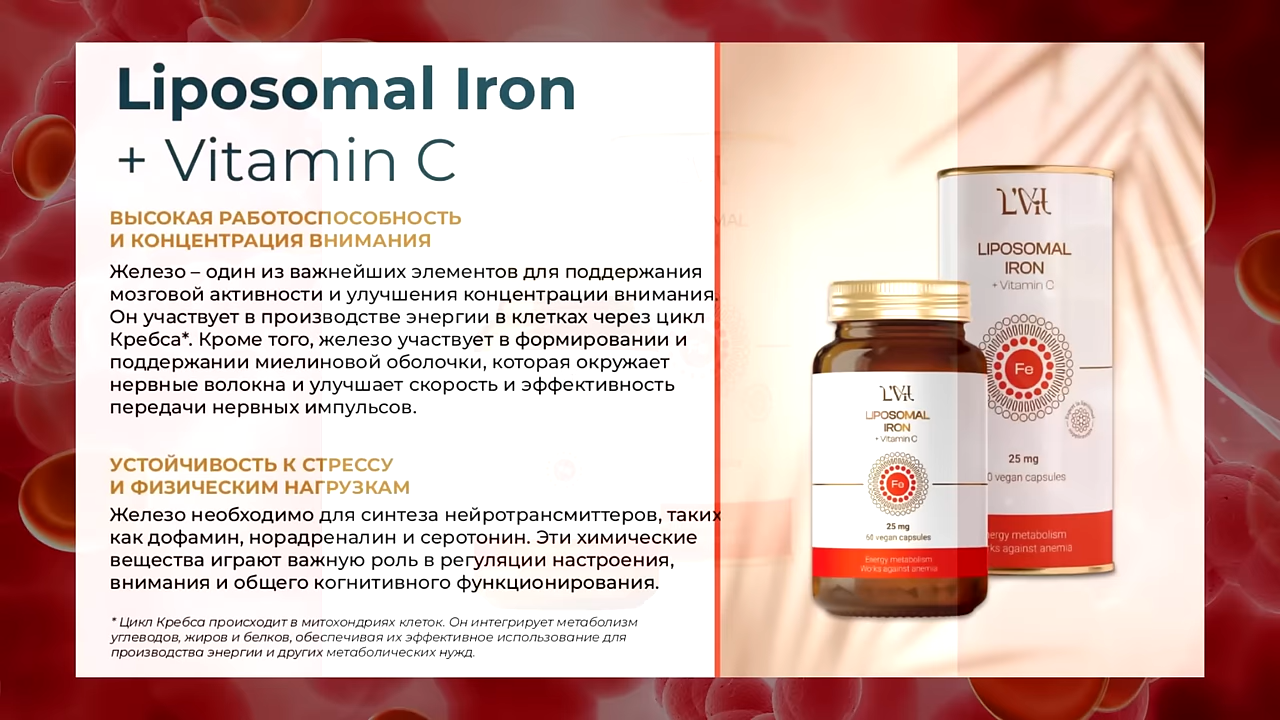 Liposomal Iron
+ Vitamin C
ВЫСОКАЯ РАБОТОСПОСОБНОСТЬ
И КОНЦЕНТРАЦИЯ ВНИМАНИЯ
Железо – один из важнейших элементов для поддержания
мозговой активности и улучшения концентрации внимания.
Он участвует в производстве энергии в клетках через цикл
Кребса*. Кроме того, железо участвует в формировании и
поддержании миелиновой оболочки, которая окружает
нервные волокна и улучшает скорость и эффективность
передачи нервных импульсов.
УСТОЙЧИВОСТЬ К СТРЕССУ
И ФИЗИЧЕСКИМ НАГРУЗКАМ
Железо необходимо для синтеза нейротрансмиттеров, таких
как дофамин, норадреналин и серотонин. Эти химические
вещества играют важную роль в регуляции настроения,
внимания и общего когнитивного функционирования.
* Цикл Кребса происходит в митохондриях клеток. Он интегрирует метаболизм
углеводов, жиров и белков, обеспечивая их эффективное использование для
производства энергии и других метаболических нужд.
L'Vit
LIPOSOMAL
IRON
+ Vitamin C
Fe
25 mg
60 vegan capsules
Energy metabolism
Works against anemia
L'Vit
LIPOSOMAL
IRON
+ Vitamin C
Fe
25 mg
0 vegan capsules
nergy metabolism
rks against anemia